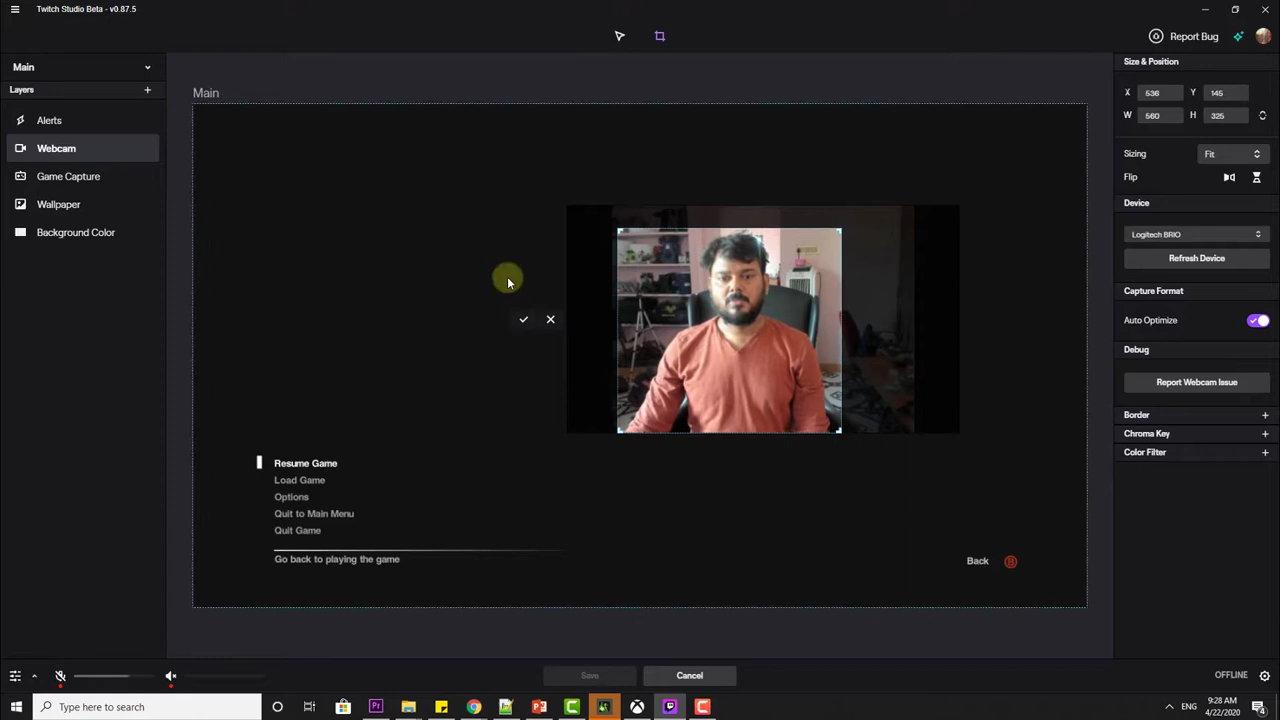 Twitch Studio Beta - v0.87.5
Report Bug
Main
Layers
Alerts
Webcam
Game Capture
Wallpaper
Background Color
Main
Resume Game
Load Game
Options
Quit to Main Menu
Quit Game
Go back to playing the game
Back
B
Size & Position
X 536 Y 145
W 560 H 325
Sizing Fit
Flip
Device
Logitech BRIO
Refresh Device
Capture Format
Auto Optimize
Debug
Report Webcam Issue
Border
Chroma Key
Color Filter
Save
Cancel
OFFLINE
Type here to search
Pr
ENG
9:28 AM
4/22/2020